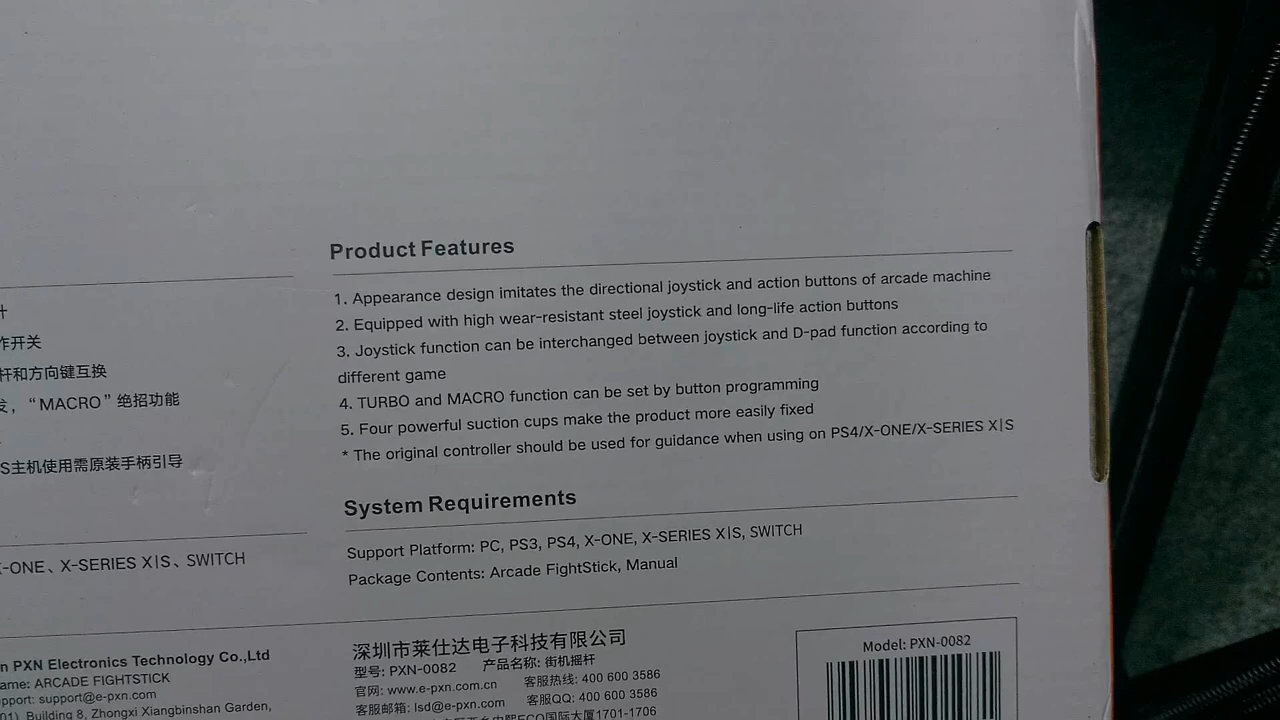 计
作开关
杆和方向键互换
发，“MACRO”绝招功能
S主机使用需原装手柄引导
-ONE、X-SERIES X|S、SWITCH
Product Features
1. Appearance design imitates the directional joystick and action buttons of arcade machine
2. Equipped with high wear-resistant steel joystick and long-life action buttons
3. Joystick function can be interchanged between joystick and D-pad function according to
different game
4. TURBO and MACRO function can be set by button programming
5. Four powerful suction cups make the product more easily fixed
* The original controller should be used for guidance when using on PS4/X-ONE/X-SERIES X|S
System Requirements
Support Platform: PC, PS3, PS4, X-ONE, X-SERIES X|S, SWITCH
Package Contents: Arcade FightStick, Manual
n PXN Electronics Technology Co.,Ltd
ame: ARCADE FIGHTSTICK
pport: support@e-pxn.com
01), Building 8, Zhongxi Xiangbinshan Garden,
深圳市莱仕达电子科技有限公司
型号: PXN-0082 产品名称: 街机摇杆
官网: www.e-pxn.com.cn 客服热线: 400 600 3586
客服邮箱: lsd@e-pxn.com 客服QQ: 400 600 3586
ECO国际大厦1701-1706
Model: PXN-0082